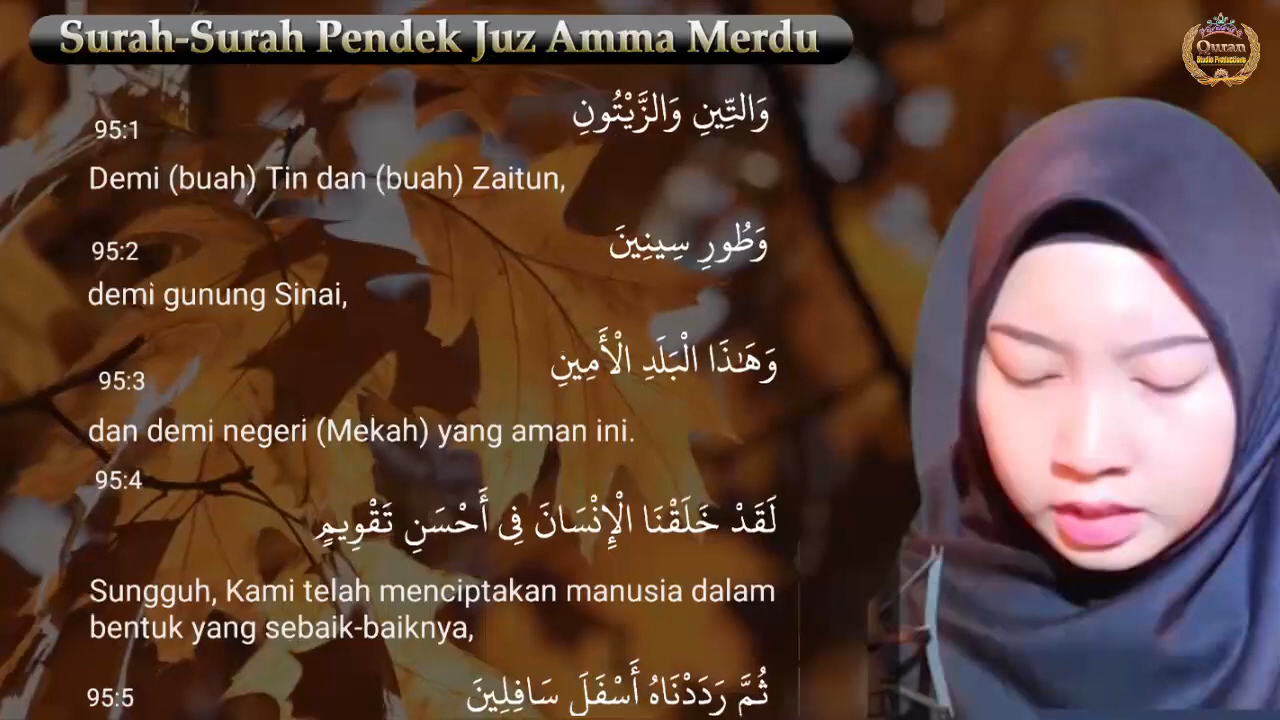 Surah-Surah Pendek Juz Amma Merdu
Quran
Studio Productions
وَالتِّينِ وَالزَّيْتُونِ
95:1
Demi (buah) Tin dan (buah) Zaitun,
وَطُورِ سِينِينَ
95:2
demi gunung Sinai,
وَهَـٰذَا الْبَلَدِ الْأَمِينِ
95:3
dan demi negeri (Mekah) yang aman ini.
95:4
لَقَدْ خَلَقْنَا الْإِنْسَانَ فِي أَحْسَنِ تَقْوِيمٍ
Sungguh, Kami telah menciptakan manusia dalam
bentuk yang sebaik-baiknya,
ثُمَّ رَدَدْنَاهُ أَسْفَلَ سَافِلِينَ
95:5